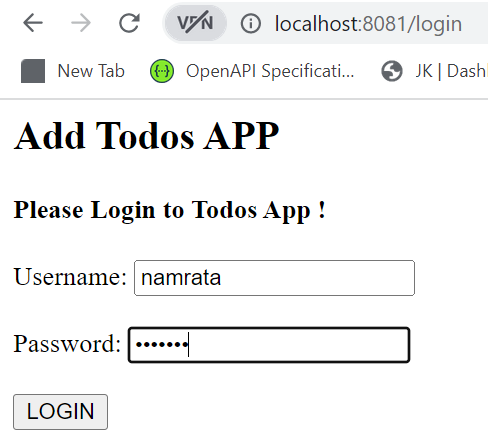 VPN localhost:8081/login
New Tab OpenAPI Specificati... JK | Dash
Add Todos APP
Please Login to Todos App !
Username: namrata
Password: •••••••
LOGIN